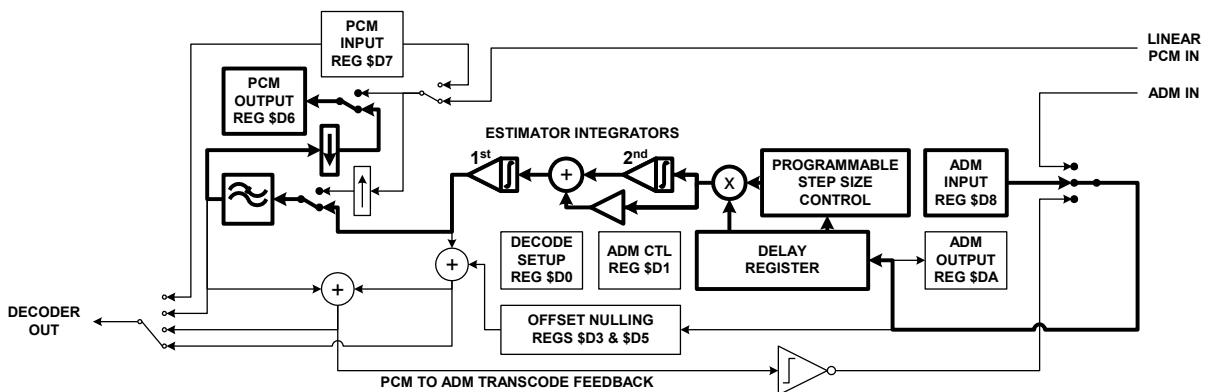 PCM
INPUT
REG $D7
LINEAR
PCM IN
PCM
OUTPUT
REG $D6
ADM IN
ESTIMATOR INTEGRATORS
1st
2nd
+
X
PROGRAMMABLE
STEP SIZE
CONTROL
ADM
INPUT
REG $D8
DECODE
SETUP
REG $D0
ADM CTL
REG $D1
DELAY
REGISTER
ADM
OUTPUT
REG $DA
+
+
DECODER
OUT
OFFSET NULLING
REGS $D3 & $D5
PCM TO ADM TRANSCODE FEEDBACK